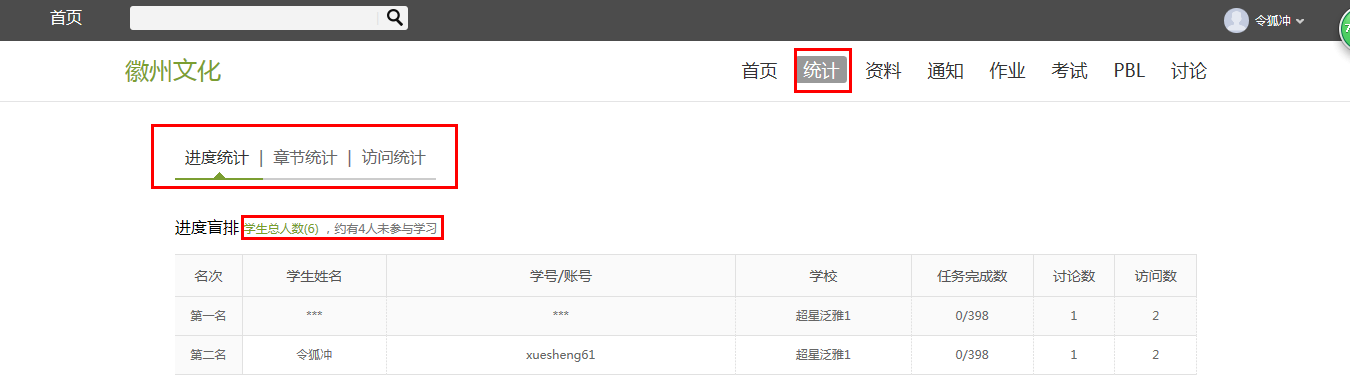 首页
令狐冲
徽州文化
首页 统计 资料 通知 作业 考试 PBL 讨论
进度统计 | 章节统计 | 访问统计
进度盲排 学生总人数(6) ，约有4人未参与学习
名次 学生姓名 学号/账号 学校 任务完成数 讨论数 访问数
第一名 *** *** 超星泛雅1 0/398 1 2
第二名 令狐冲 xuesheng61 超星泛雅1 0/398 1 2